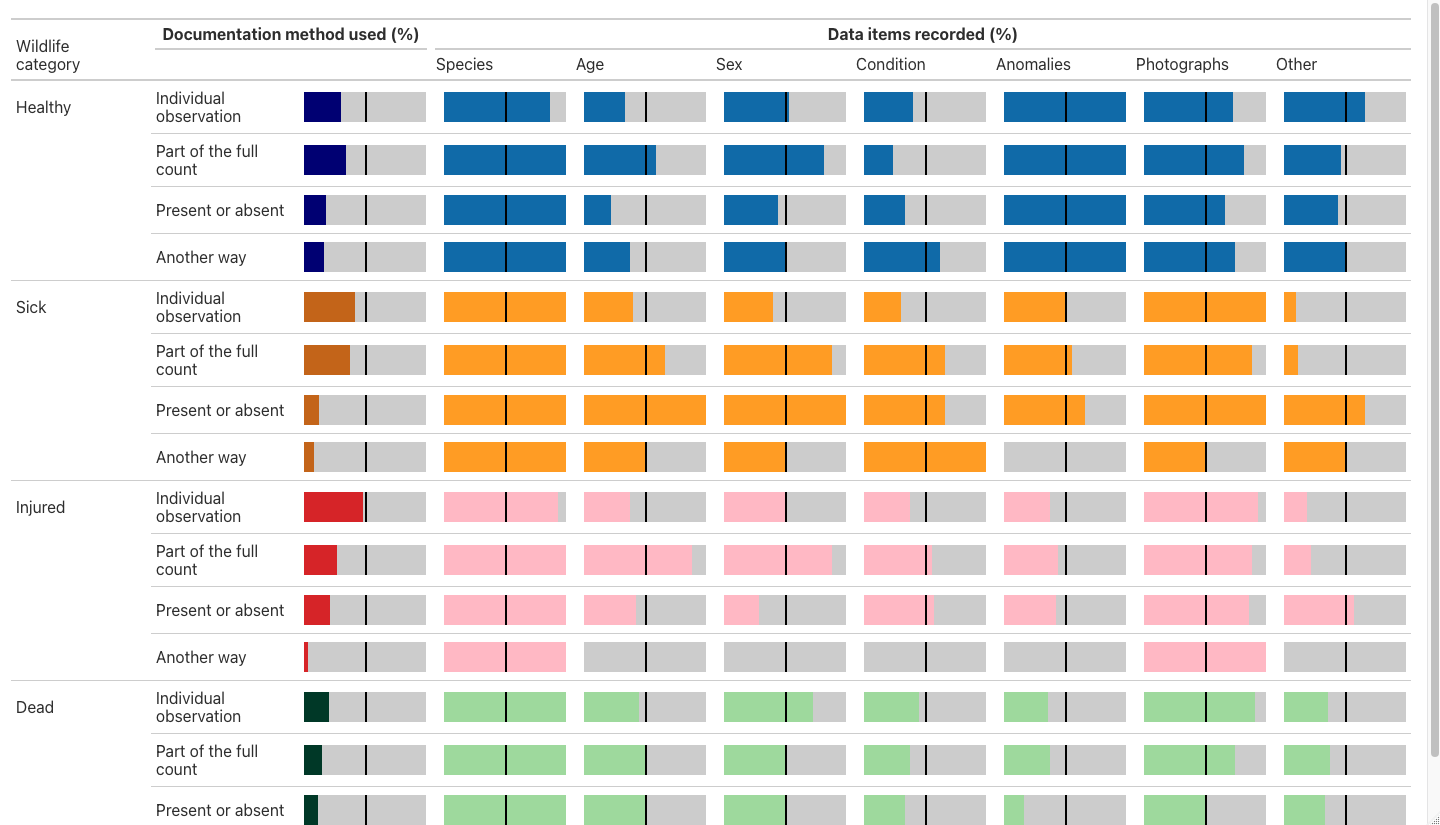 Documentation method used (%) Data items recorded (%)
Wildlife
category
Species Age Sex Condition Anomalies Photographs Other
Healthy
Individual
observation
Part of the full
count
Present or absent
Another way
Sick
Individual
observation
Part of the full
count
Present or absent
Another way
Injured
Individual
observation
Part of the full
count
Present or absent
Another way
Dead
Individual
observation
Part of the full
count
Present or absent